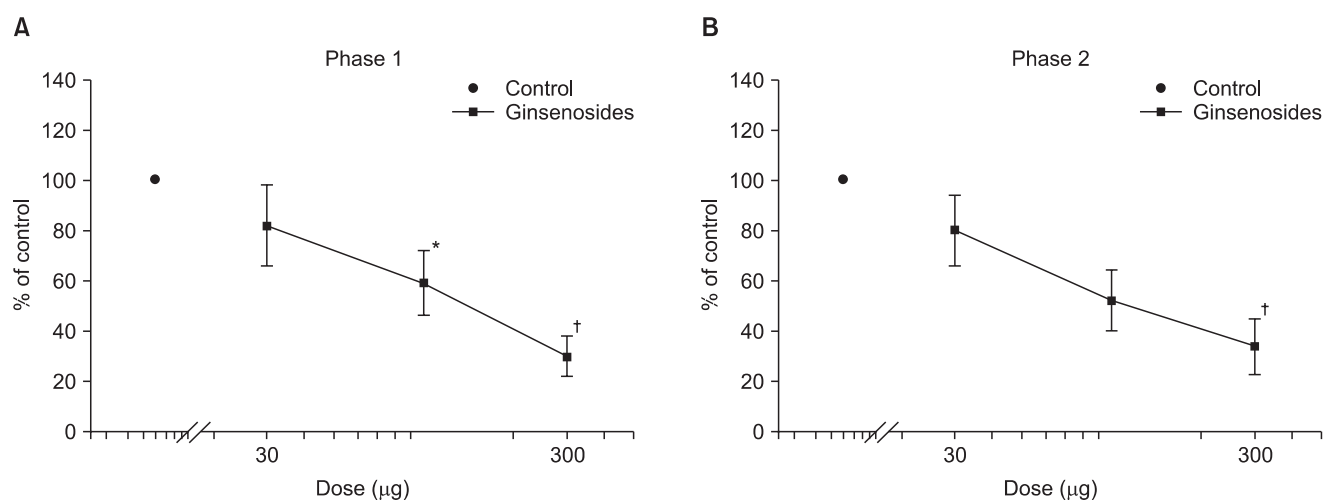 A
Phase 1
Control
Ginsenosides
% of control
140
120
100
80
60
40
20
0
*
†
30
300
Dose (μg)
B
Phase 2
Control
Ginsenosides
% of control
140
120
100
80
60
40
20
0
†
30
300
Dose (μg)